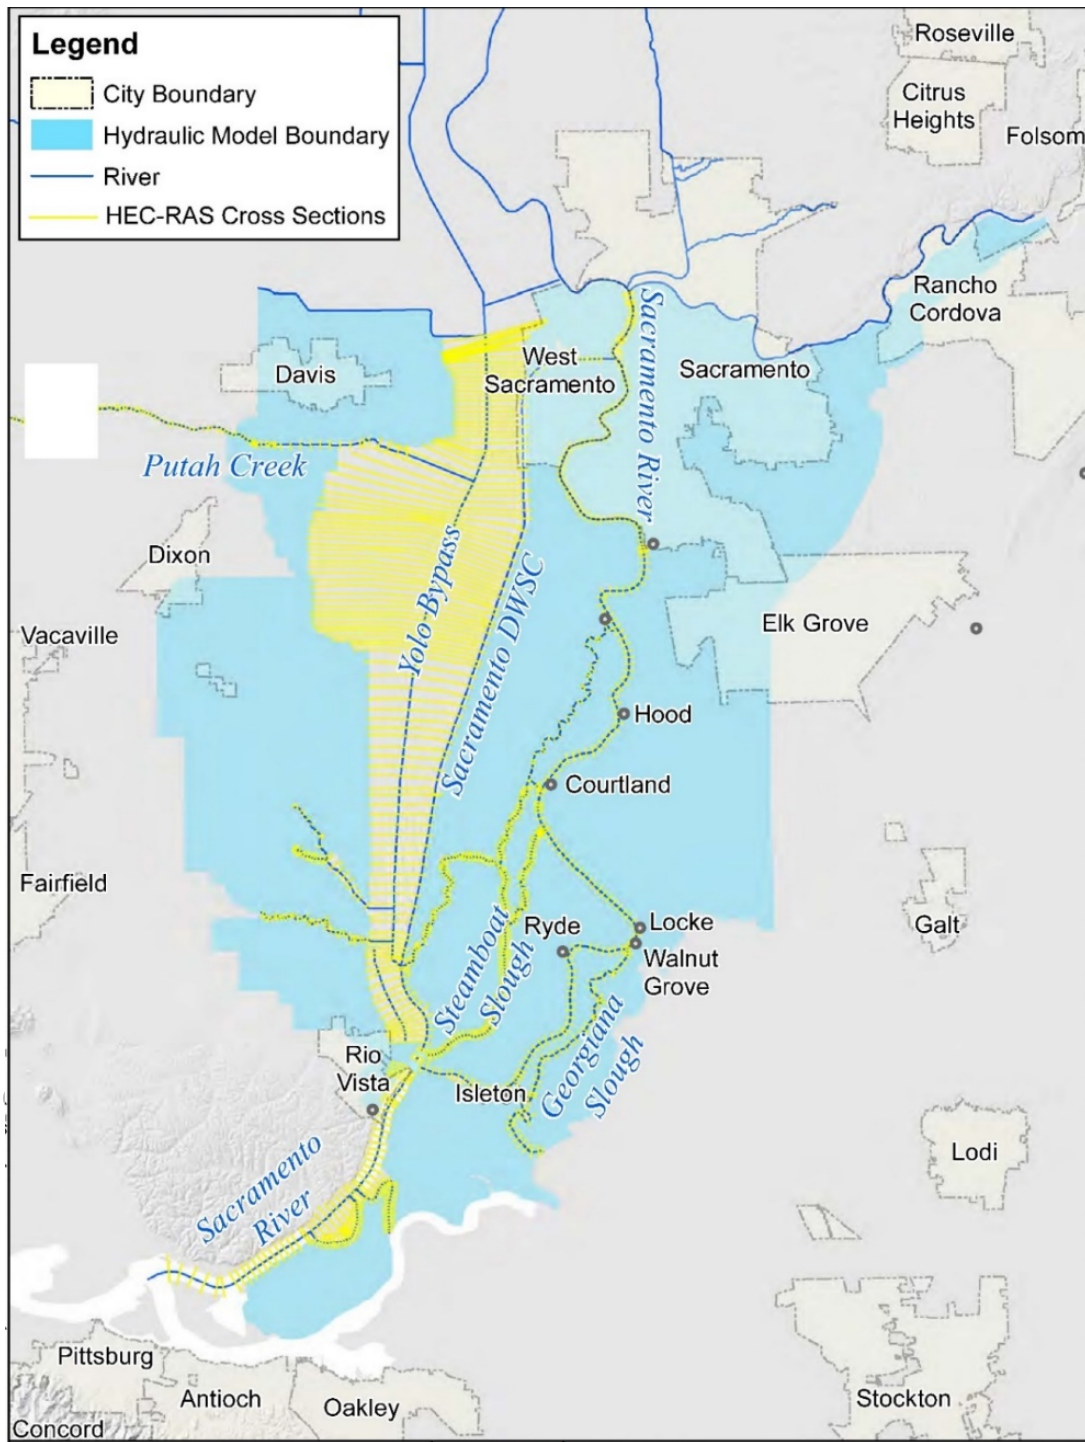 Legend
City Boundary
Hydraulic Model Boundary
River
HEC-RAS Cross Sections
Roseville
Citrus
Heights
Folsom
Rancho
Cordova
Sacramento River
West
Sacramento
Sacramento
Davis
Putah Creek
Dixon
Yolo Bypass
Sacramento DWSC
Vacaville
Elk Grove
Hood
Courtland
Fairfield
Galt
Steamboat
Slough
Ryde
Locke
Walnut
Grove
Georgiana
Slough
Rio
Vista
Isleton
Sacramento
River
Lodi
Pittsburg
Antioch
Oakley
Concord
Stockton